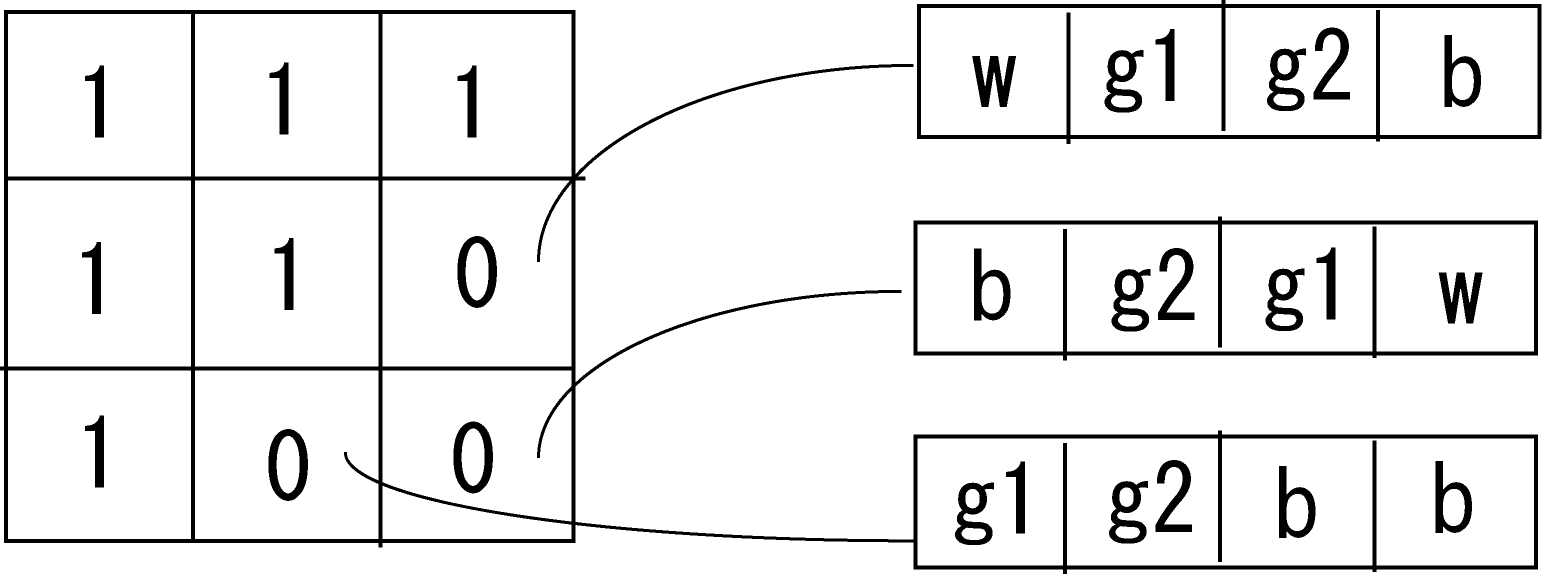 1 1 1
1 1 0
1 0 0
w g1 g2 b
b g2 g1 w
g1 g2 b b